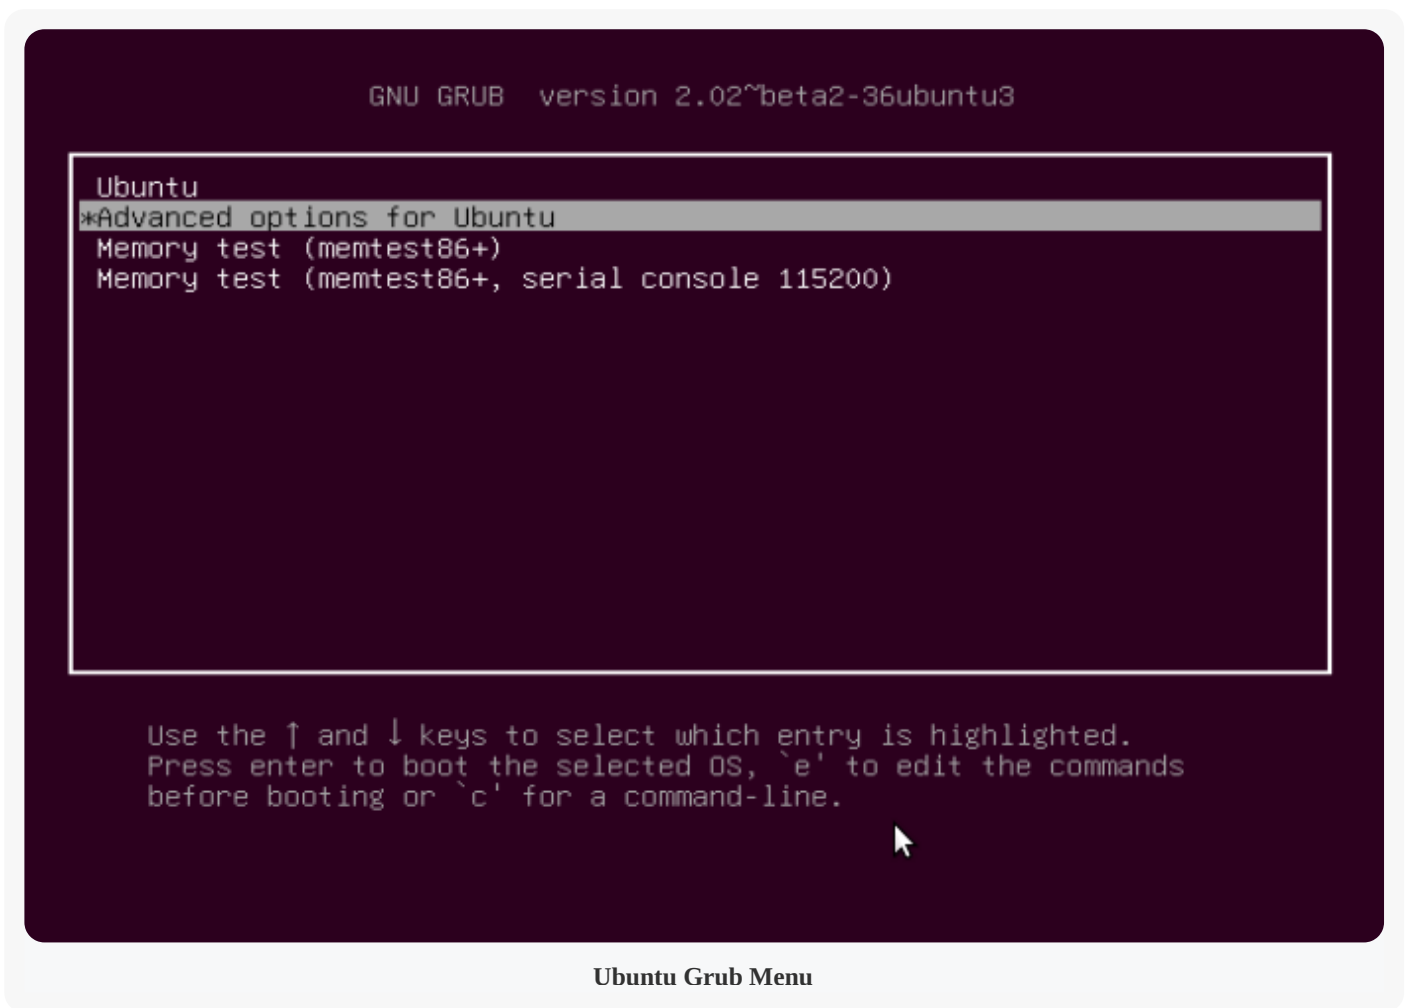 GNU GRUB  version 2.02~beta2-36ubuntu3
Ubuntu
*Advanced options for Ubuntu
Memory test (memtest86+)
Memory test (memtest86+, serial console 115200)
Use the ↑ and ↓ keys to select which entry is highlighted.
Press enter to boot the selected OS, `e' to edit the commands
before booting or `c' for a command-line.
Ubuntu Grub Menu